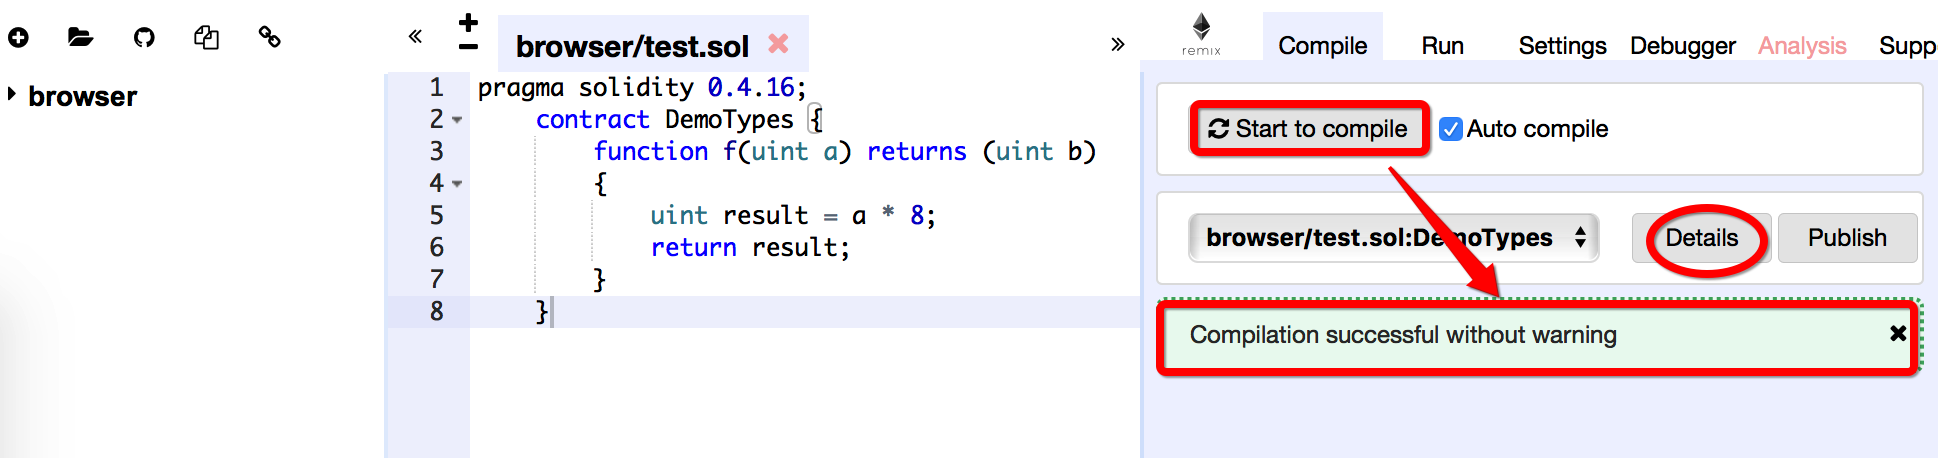 browser
browser/test.sol
1 pragma solidity 0.4.16;
2 contract DemoTypes {
3 function f(uint a) returns (uint b)
4 {
5 uint result = a * 8;
6 return result;
7 }
8 }
remix
Compile Run Settings Debugger Analysis Supp
Start to compile Auto compile
browser/test.sol:DemoTypes Details Publish
Compilation successful without warning